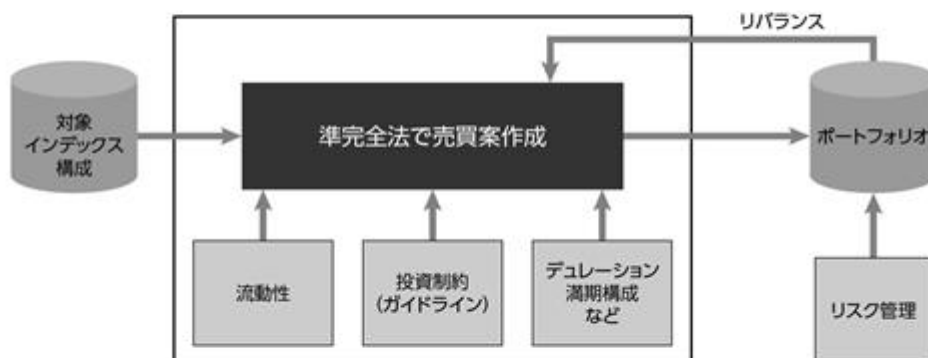 リバランス
対象
インデックス
構成
準完全法で売買案作成
ポートフォリオ
流動性
投資制約
(ガイドライン)
デュレーション
満期構成
など
リスク管理